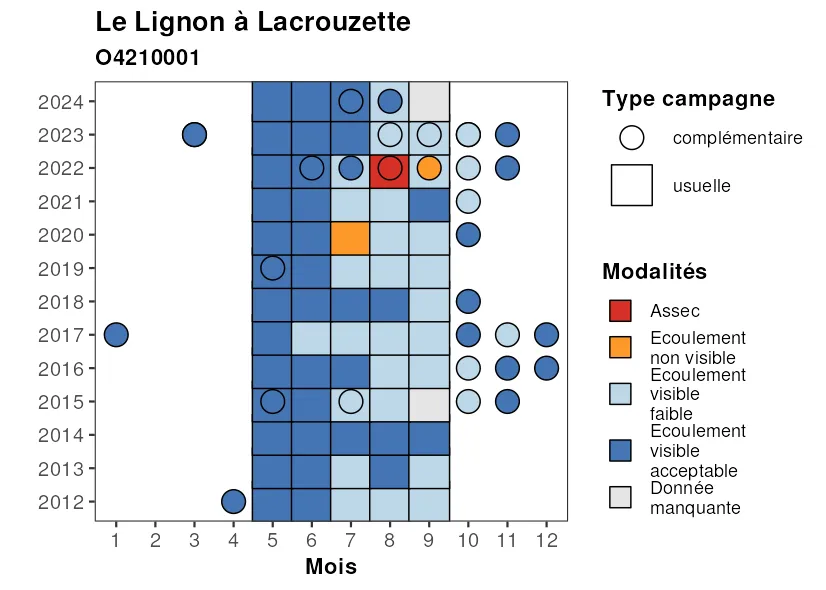 Le Lignon à Lacrouzette
O4210001
2024
2023
2022
2021
2020
2019
2018
2017
2016
2015
2014
2013
2012
1 2 3 4 5 6 7 8 9 10 11 12
Mois
Type campagne
complémentaire
usuelle
Modalités
Assec
Ecoulement
non visible
Ecoulement
visible
faible
Ecoulement
visible
acceptable
Donnée
manquante